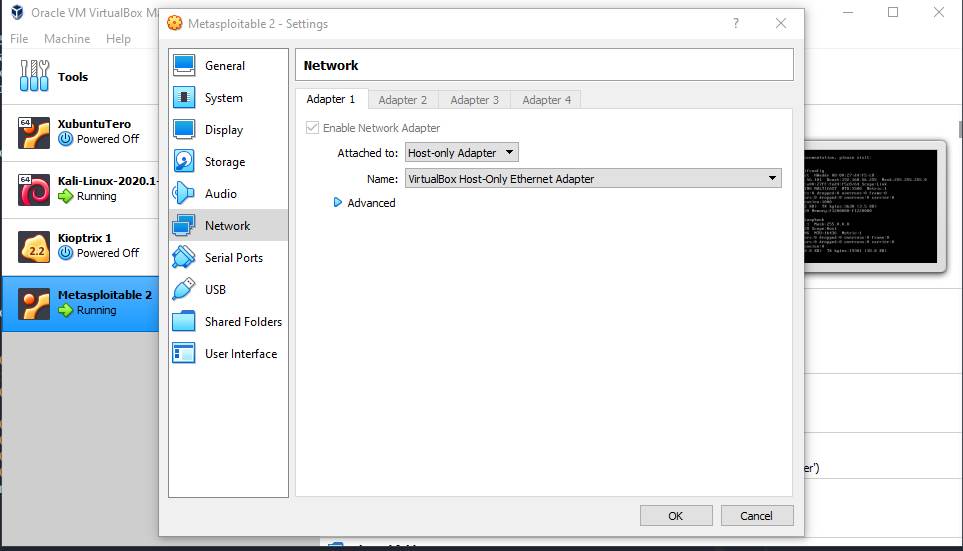 Oracle VM VirtualBox M
File Machine Help
Tools
64
XubuntuTero
Powered Off
64
Kali-Linux-2020.1-
Running
2.2
Kioptrix 1
Powered Off
Metasploitable 2
Running
Metasploitable 2 - Settings
?
General
System
Display
Storage
Audio
Network
Serial Ports
USB
Shared Folders
User Interface
Network
Adapter 1 Adapter 2 Adapter 3 Adapter 4
Enable Network Adapter
Attached to: Host-only Adapter
Name: VirtualBox Host-Only Ethernet Adapter
Advanced
OK Cancel
er')